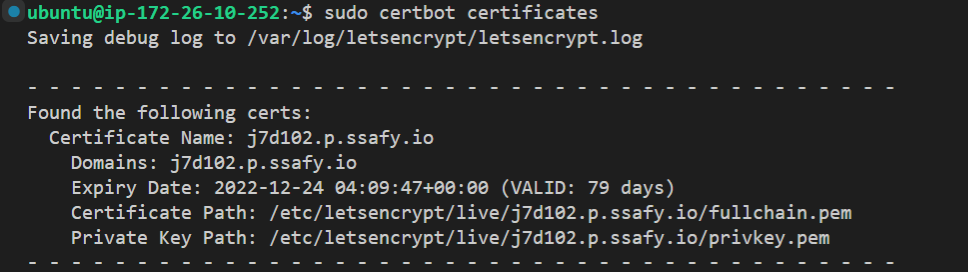 ubuntu@ip-172-26-10-252:~$ sudo certbot certificates
Saving debug log to /var/log/letsencrypt/letsencrypt.log
- - - - - - - - - - - - - - - - - - - - - - - - - - - - - - - - - - - - - - - -
Found the following certs:
  Certificate Name: j7d102.p.ssafy.io
    Domains: j7d102.p.ssafy.io
    Expiry Date: 2022-12-24 04:09:47+00:00 (VALID: 79 days)
    Certificate Path: /etc/letsencrypt/live/j7d102.p.ssafy.io/fullchain.pem
    Private Key Path: /etc/letsencrypt/live/j7d102.p.ssafy.io/privkey.pem
- - - - - - - - - - - - - - - - - - - - - - - - - - - - - - - - - - - - - - - -